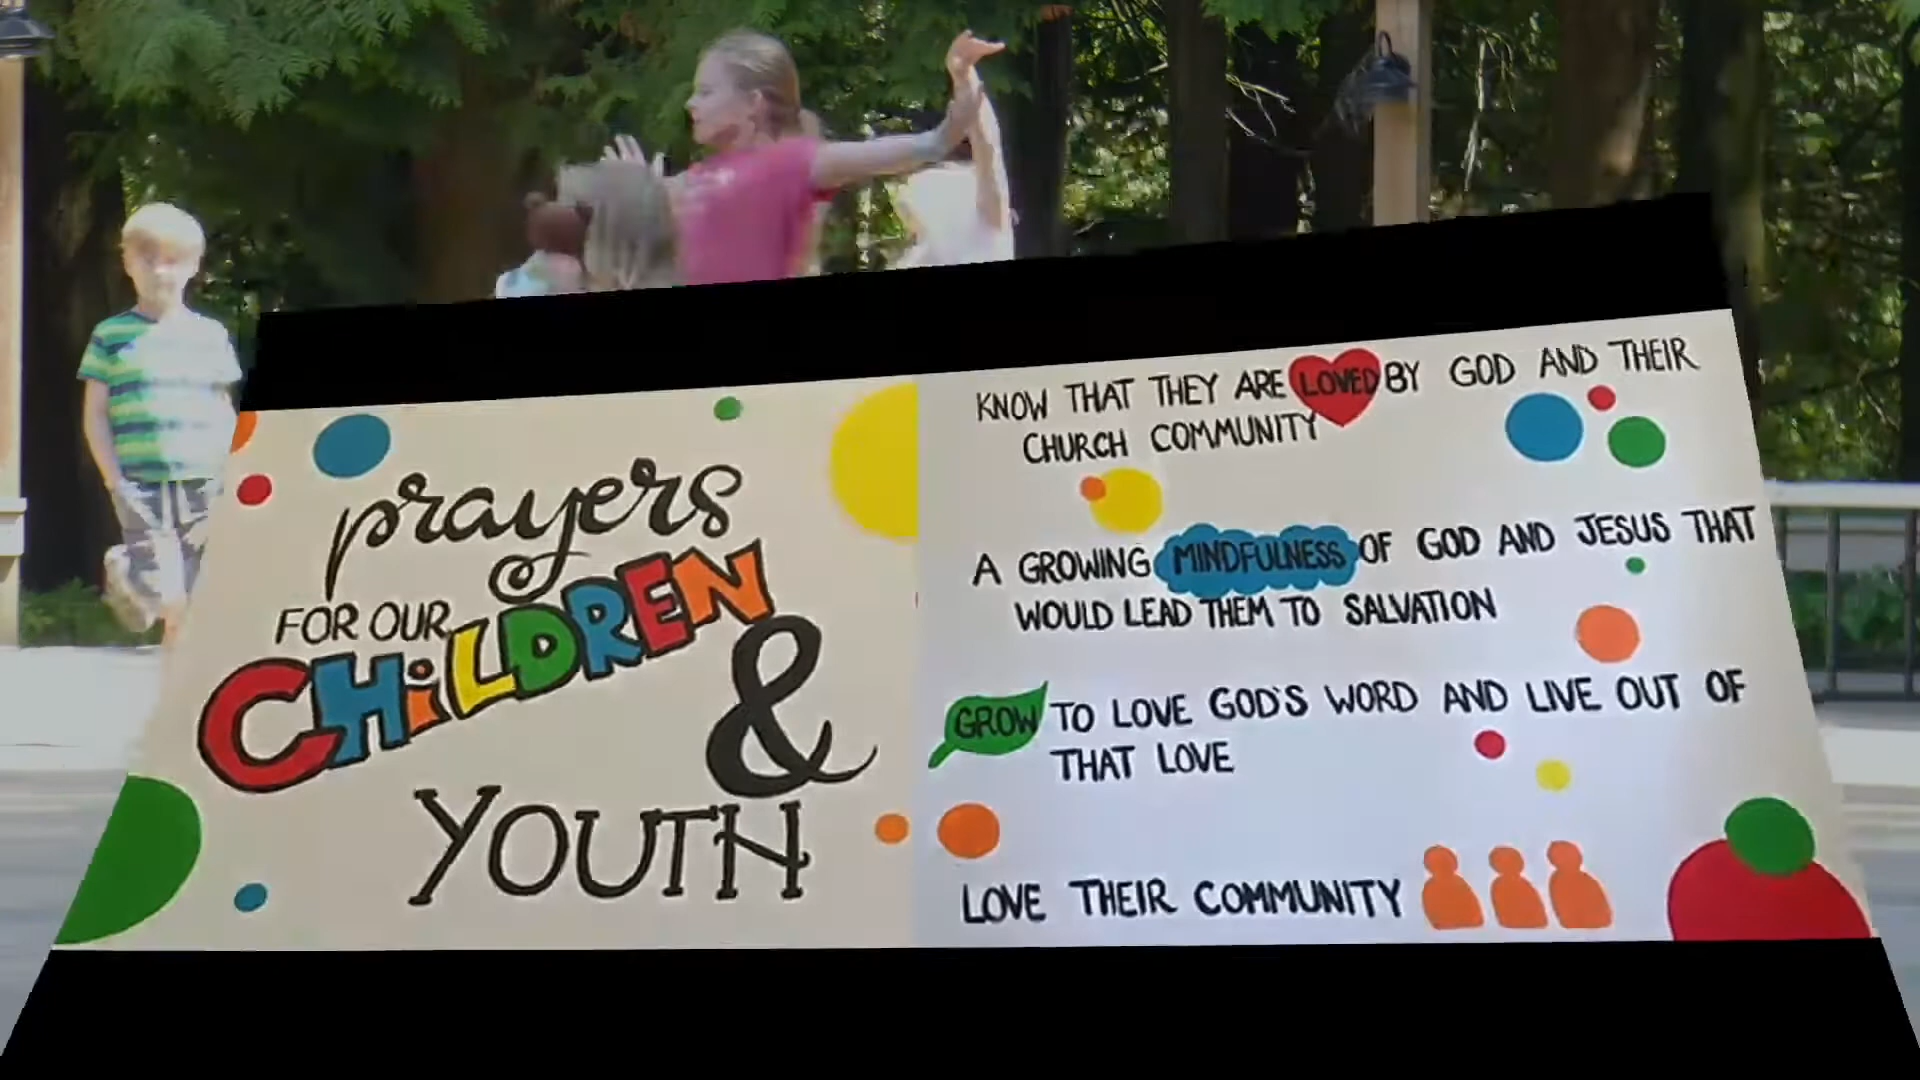 prayers
FOR OUR
CHiLDREN
&
YOUTH
KNOW THAT THEY ARE LOVED BY GOD AND THEIR
CHURCH COMMUNITY
A GROWING MINDFULNESS OF GOD AND JESUS THAT
WOULD LEAD THEM TO SALVATION
GROW TO LOVE GOD'S WORD AND LIVE OUT OF
THAT LOVE
LOVE THEIR COMMUNITY